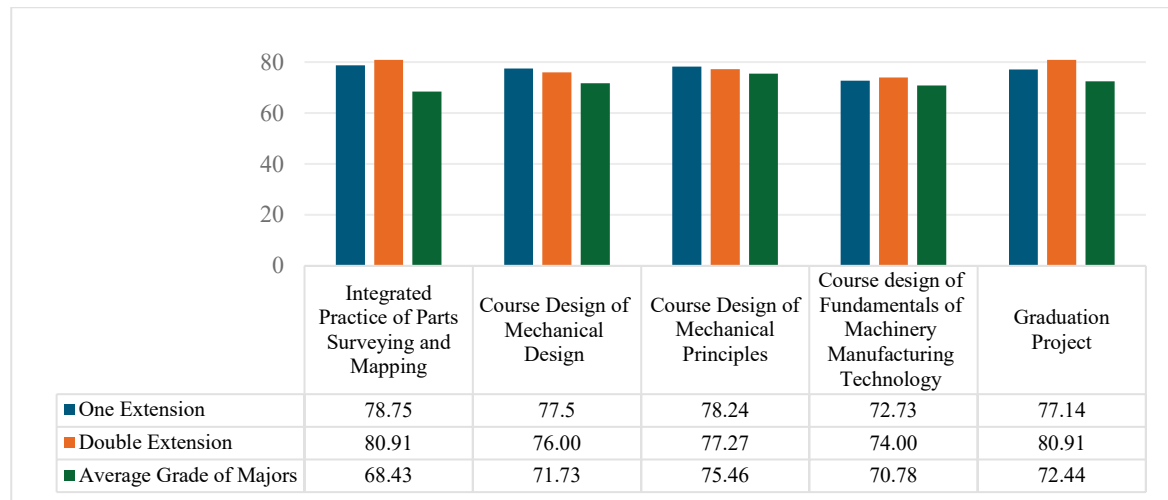 80
60
40
20
0
Integrated
Practice of Parts
Surveying and
Mapping
Course Design of
Mechanical
Design
Course Design of
Mechanical
Principles
Course design of
Fundamentals of
Machinery
Manufacturing
Technology
Graduation
Project
One Extension 78.75 77.5 78.24 72.73 77.14
Double Extension 80.91 76.00 77.27 74.00 80.91
Average Grade of Majors 68.43 71.73 75.46 70.78 72.44